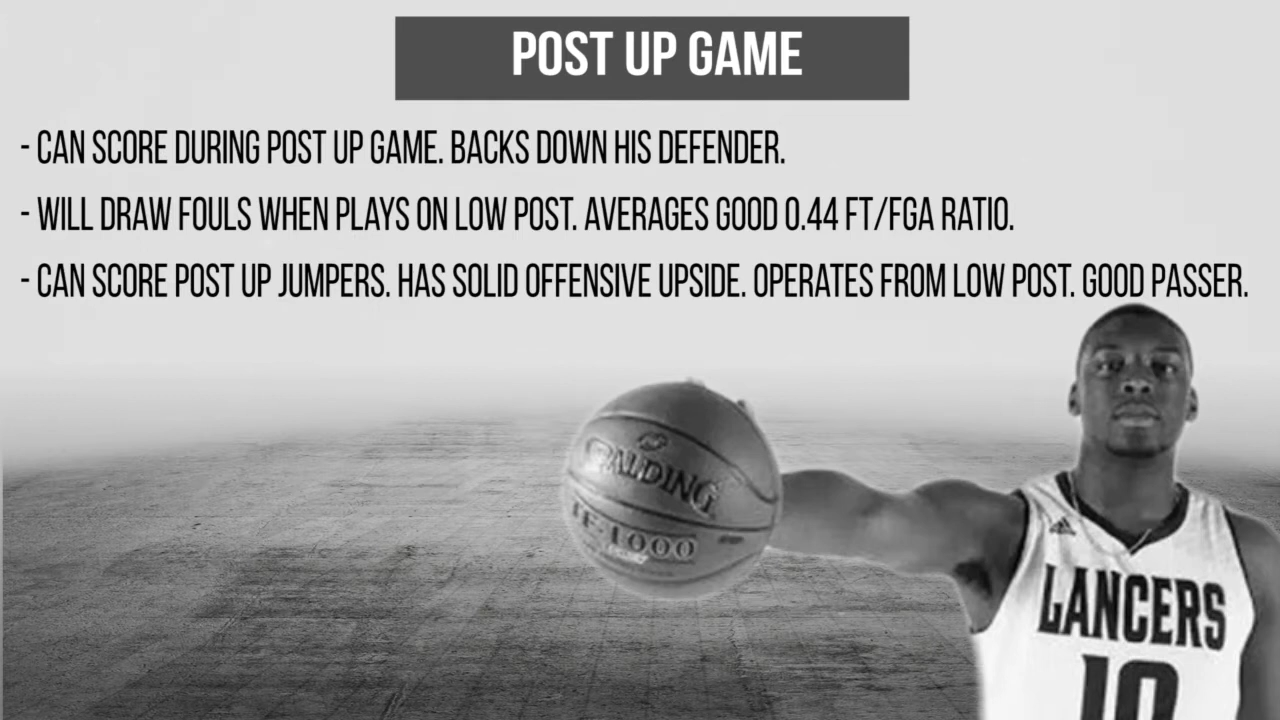 POST UP GAME
- CAN SCORE DURING POST UP GAME. BACKS DOWN HIS DEFENDER.
- WILL DRAW FOULS WHEN PLAYS ON LOW POST. AVERAGES GOOD 0.44 FT/FGA RATIO.
- CAN SCORE POST UP JUMPERS. HAS SOLID OFFENSIVE UPSIDE. OPERATES FROM LOW POST. GOOD PASSER.
SPALDING
TF-1000
LANCERS
10